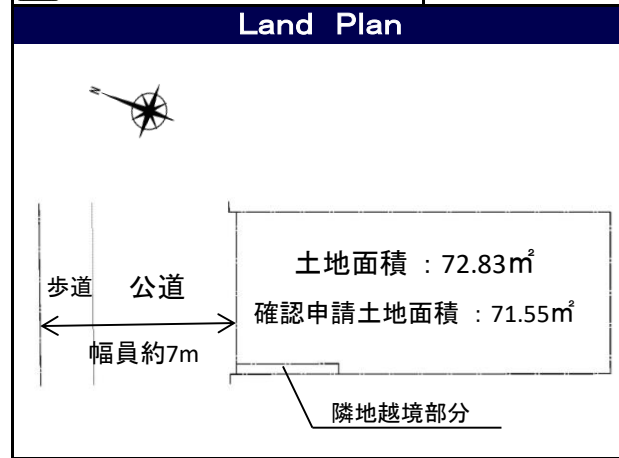 Land Plan
N
土地面積 : 72.83㎡
歩道 公道
確認申請土地面積 : 71.55㎡
幅員約7m
隣地越境部分